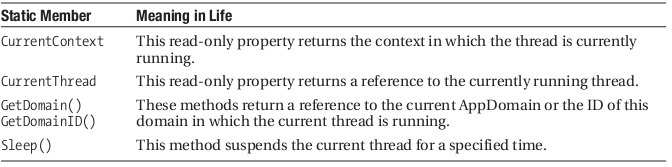 Static Member Meaning in Life
CurrentContext This read-only property returns the context in which the thread is currently
running.
CurrentThread This read-only property returns a reference to the currently running thread.
GetDomain() These methods return a reference to the current AppDomain or the ID of this
GetDomainID() domain in which the current thread is running.
Sleep() This method suspends the current thread for a specified time.